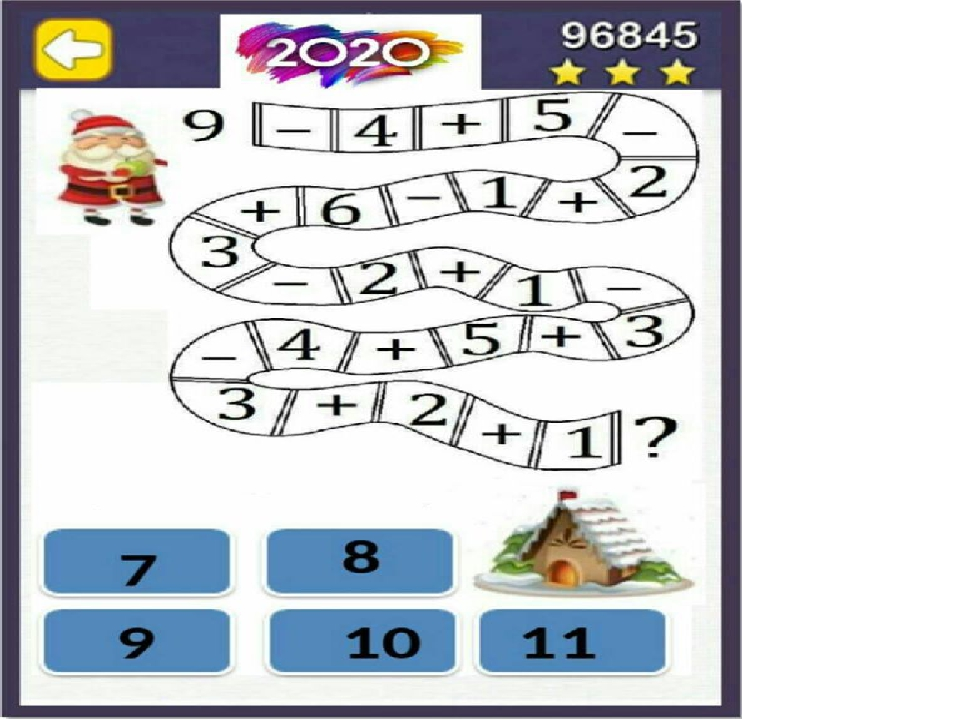 2020 96845
9 − 4 + 5 −
+ 6 − 1 + 2
3 − 2 + 1 −
− 4 + 5 + 3
3 + 2 + 1 ?
7 8
9 10 11